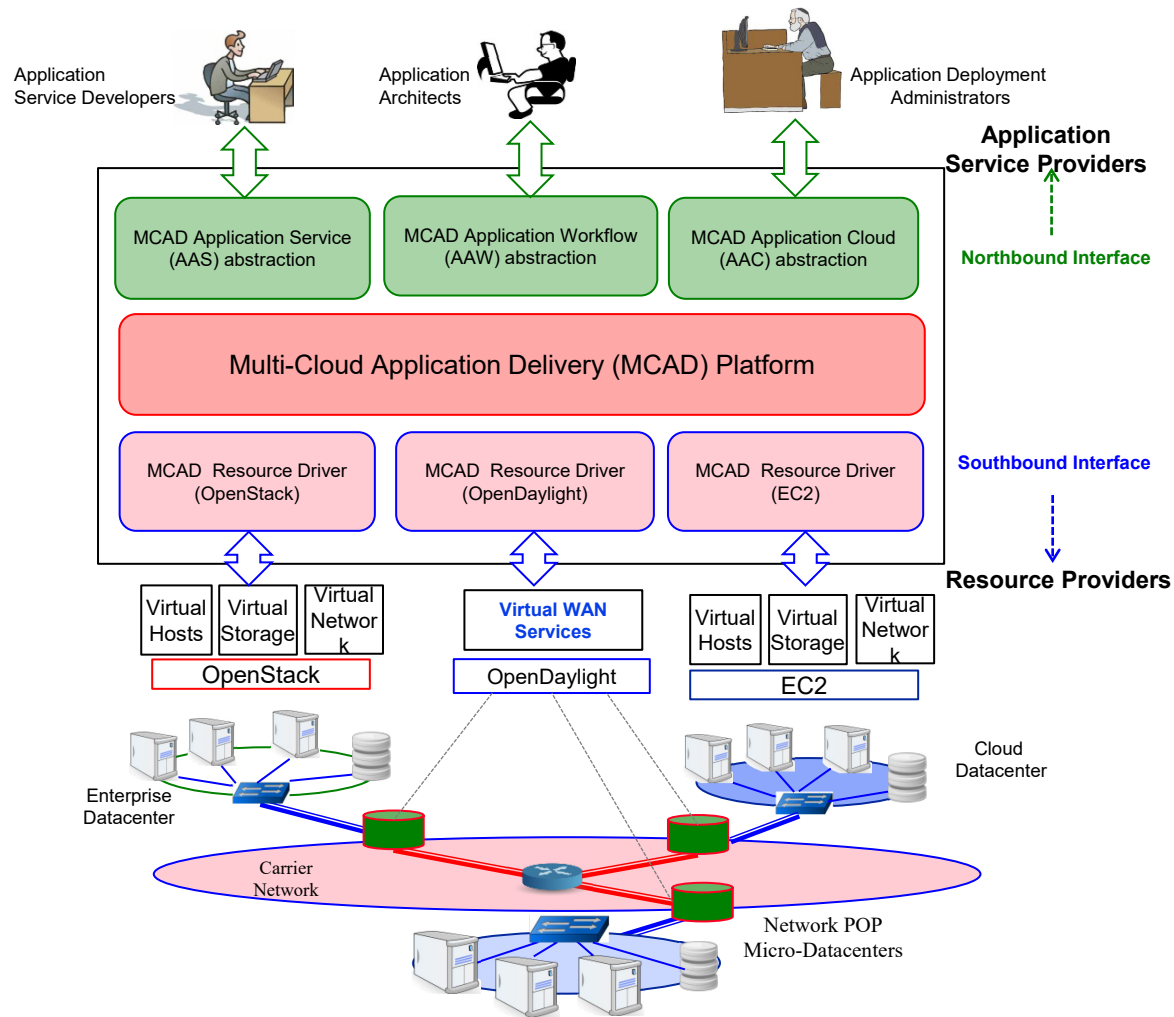 Application
Service Developers
Application
Architects
Application Deployment
Administrators
Application
Service Providers
MCAD Application Service
(AAS) abstraction
MCAD Application Workflow
(AAW) abstraction
MCAD Application Cloud
(AAC) abstraction
Northbound Interface
Multi-Cloud Application Delivery (MCAD) Platform
MCAD  Resource Driver
(OpenStack)
MCAD  Resource Driver
(OpenDaylight)
MCAD  Resource Driver
(EC2)
Southbound Interface
Resource Providers
Virtual
Hosts
Virtual
Storage
Virtual
Networ
k
OpenStack
Virtual WAN
Services
OpenDaylight
Virtual
Hosts
Virtual
Storage
Virtual
Networ
k
EC2
Enterprise
Datacenter
Cloud
Datacenter
Carrier
Network
Network POP
Micro-Datacenters